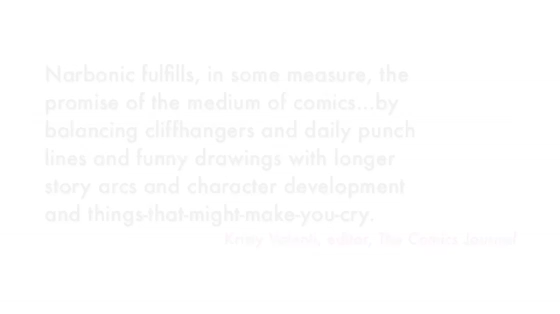 Narbonic fulfills, in some measure, the
promise of the medium of comics...by
balancing cliffhangers and daily punch
lines and funny drawings with longer
story arcs and character development
and things-that-might-make-you-cry.
Kristy Valenti, editor, The Comics Journal